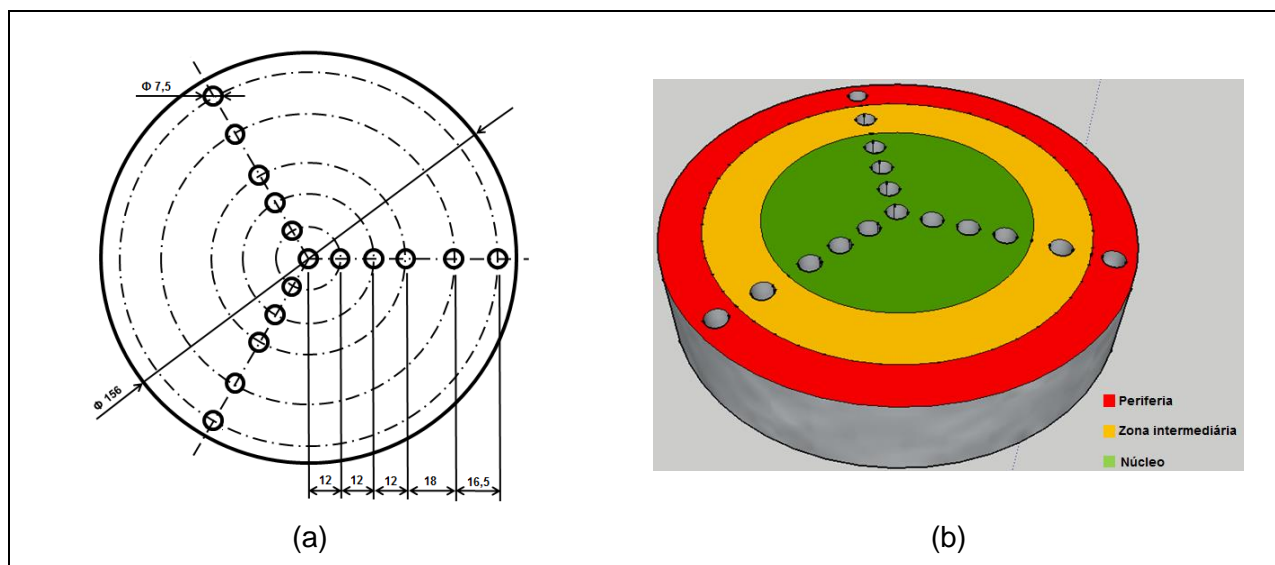 Φ 7,5
Φ 156
12
12
12
18
16,5
(a)
Periferia
Zona intermediária
Núcleo
(b)